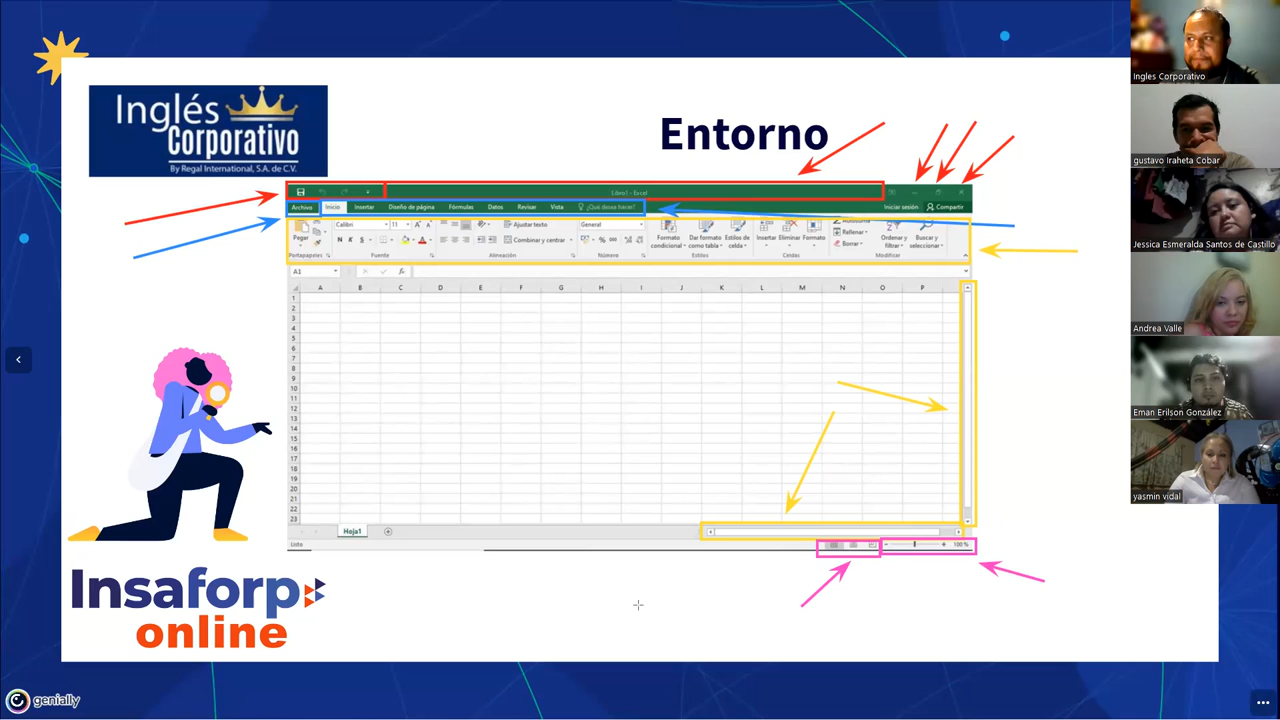 Inglés
Corporativo
By Regal International, S.A. de C.V.
Entorno
Libro1 - Excel
Archivo Inicio Insertar Diseño de página Fórmulas Datos Revisar Vista ¿Qué desea hacer? Iniciar sesión Compartir
Pegar
Portapapeles
Calibri 11
N K S
Fuente
Ajustar texto
Combinar y centrar
Alineación
General
% 000
Número
Formato condicional
Dar formato como tabla
Estilos de celda
Estilos
Insertar Eliminar Formato
Celdas
Autosuma
Rellenar
Borrar
Ordenar y filtrar
Buscar y seleccionar
Modificar
A1 fx
A B C D E F G H I J K L M N O P
1
2
3
4
5
6
7
8
9
10
11
12
13
14
15
16
17
18
19
20
21
22
23
Hoja1
Listo
100 %
Insaforp
online
genially
Ingles Corporativo
gustavo Iraheta Cobar
Jessica Esmeralda Santos de Castillo
Andrea Valle
Eman Erilson González
yasmin vidal